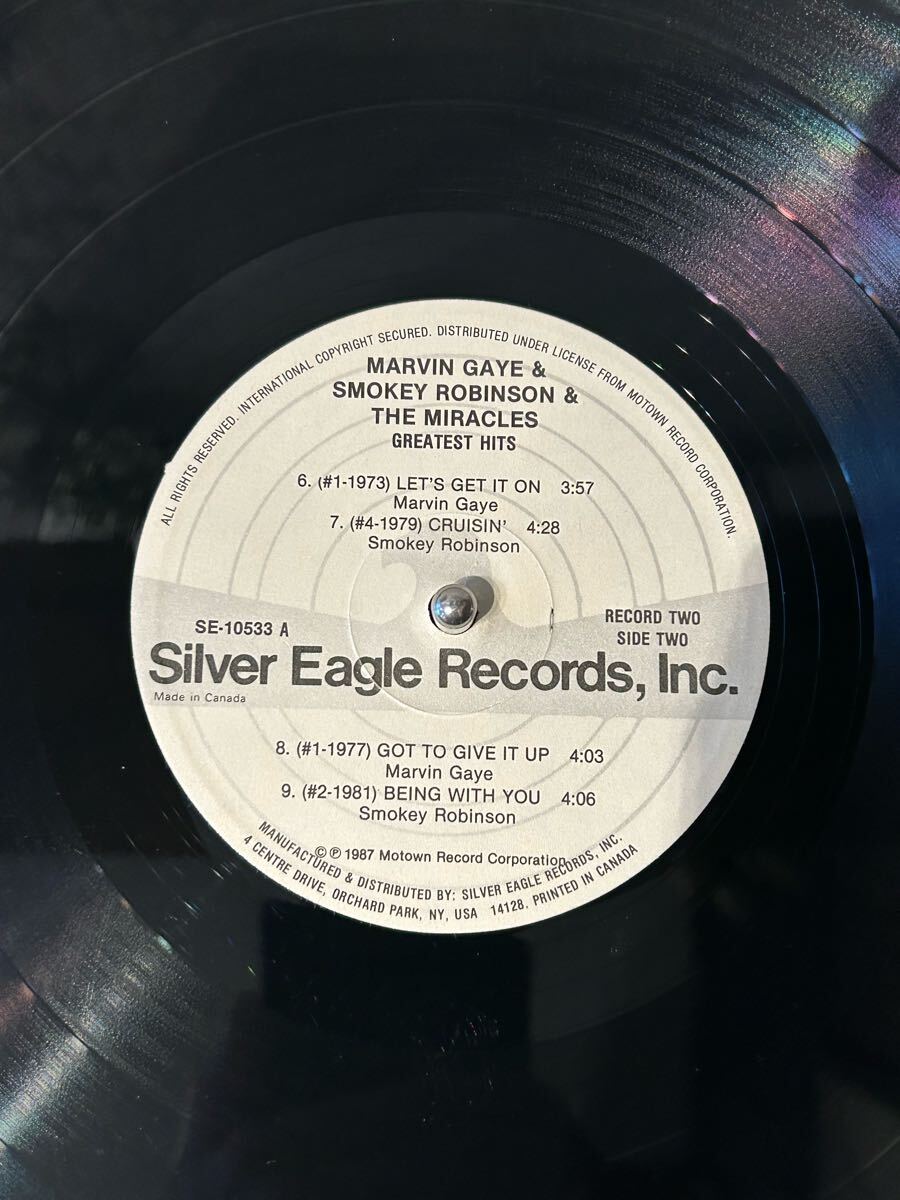 ALL RIGHTS RESERVED. INTERNATIONAL COPYRIGHT SECURED. DISTRIBUTED UNDER LICENSE FROM MOTOWN RECORD CORPORATION.
MARVIN GAYE &
SMOKEY ROBINSON &
THE MIRACLES
GREATEST HITS
6. (#1-1973) LET'S GET IT ON 3:57
Marvin Gaye
7. (#4-1979) CRUISIN' 4:28
Smokey Robinson
SE-10533 A
RECORD TWO
SIDE TWO
Silver Eagle Records, Inc.
Made in Canada
8. (#1-1977) GOT TO GIVE IT UP 4:03
Marvin Gaye
9. (#2-1981) BEING WITH YOU 4:06
Smokey Robinson
©℗ 1987 Motown Record Corporation
MANUFACTURED & DISTRIBUTED BY: SILVER EAGLE RECORDS, INC.
4 CENTRE DRIVE, ORCHARD PARK, NY, USA 14128. PRINTED IN CANADA